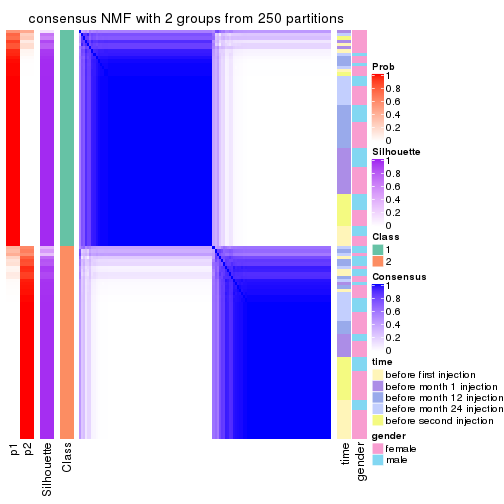 consensus NMF with 2 groups from 250 partitions
Prob
1
0.8
0.6
0.4
0.2
0
Silhouette
1
0.8
0.6
0.4
0.2
0
Class
1
2
Consensus
1
0.8
0.6
0.4
0.2
0
time
before first injection
before month 1 injection
before month 12 injection
before month 24 injection
before second injection
gender
female
male
p1
p2
Silhouette
Class
time
gender